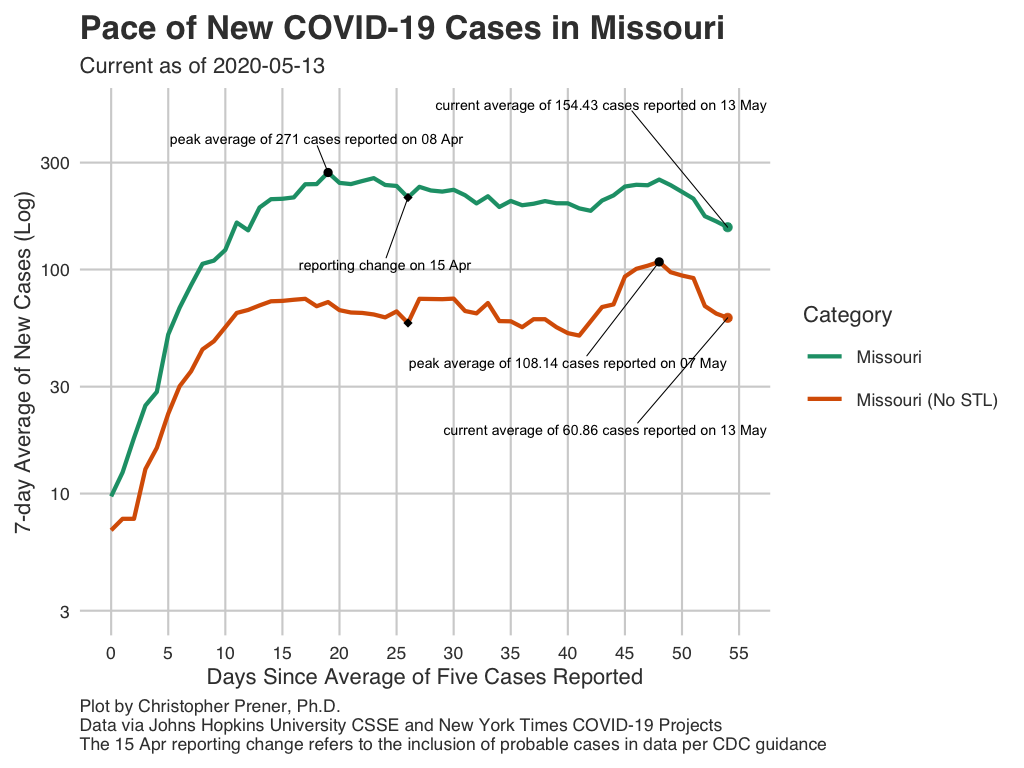 Pace of New COVID-19 Cases in Missouri
Current as of 2020-05-13
current average of 154.43 cases reported on 13 May
peak average of 271 cases reported on 08 Apr
300
reporting change on 15 Apr
100
Category
Missouri
peak average of 108.14 cases reported on 07 May
30
Missouri (No STL)
current average of 60.86 cases reported on 13 May
10
3
7-day Average of New Cases (Log)
0 5 10 15 20 25 30 35 40 45 50 55
Days Since Average of Five Cases Reported
Plot by Christopher Prener, Ph.D.
Data via Johns Hopkins University CSSE and New York Times COVID-19 Projects
The 15 Apr reporting change refers to the inclusion of probable cases in data per CDC guidance